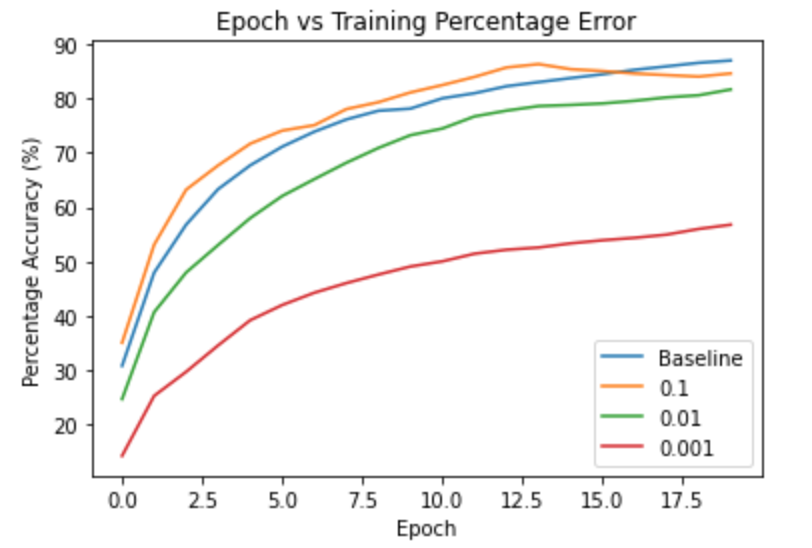 Epoch vs Training Percentage Error
Percentage Accuracy (%)
90
80
70
60
50
40
30
20
0.0 2.5 5.0 7.5 10.0 12.5 15.0 17.5
Epoch
Baseline
0.1
0.01
0.001